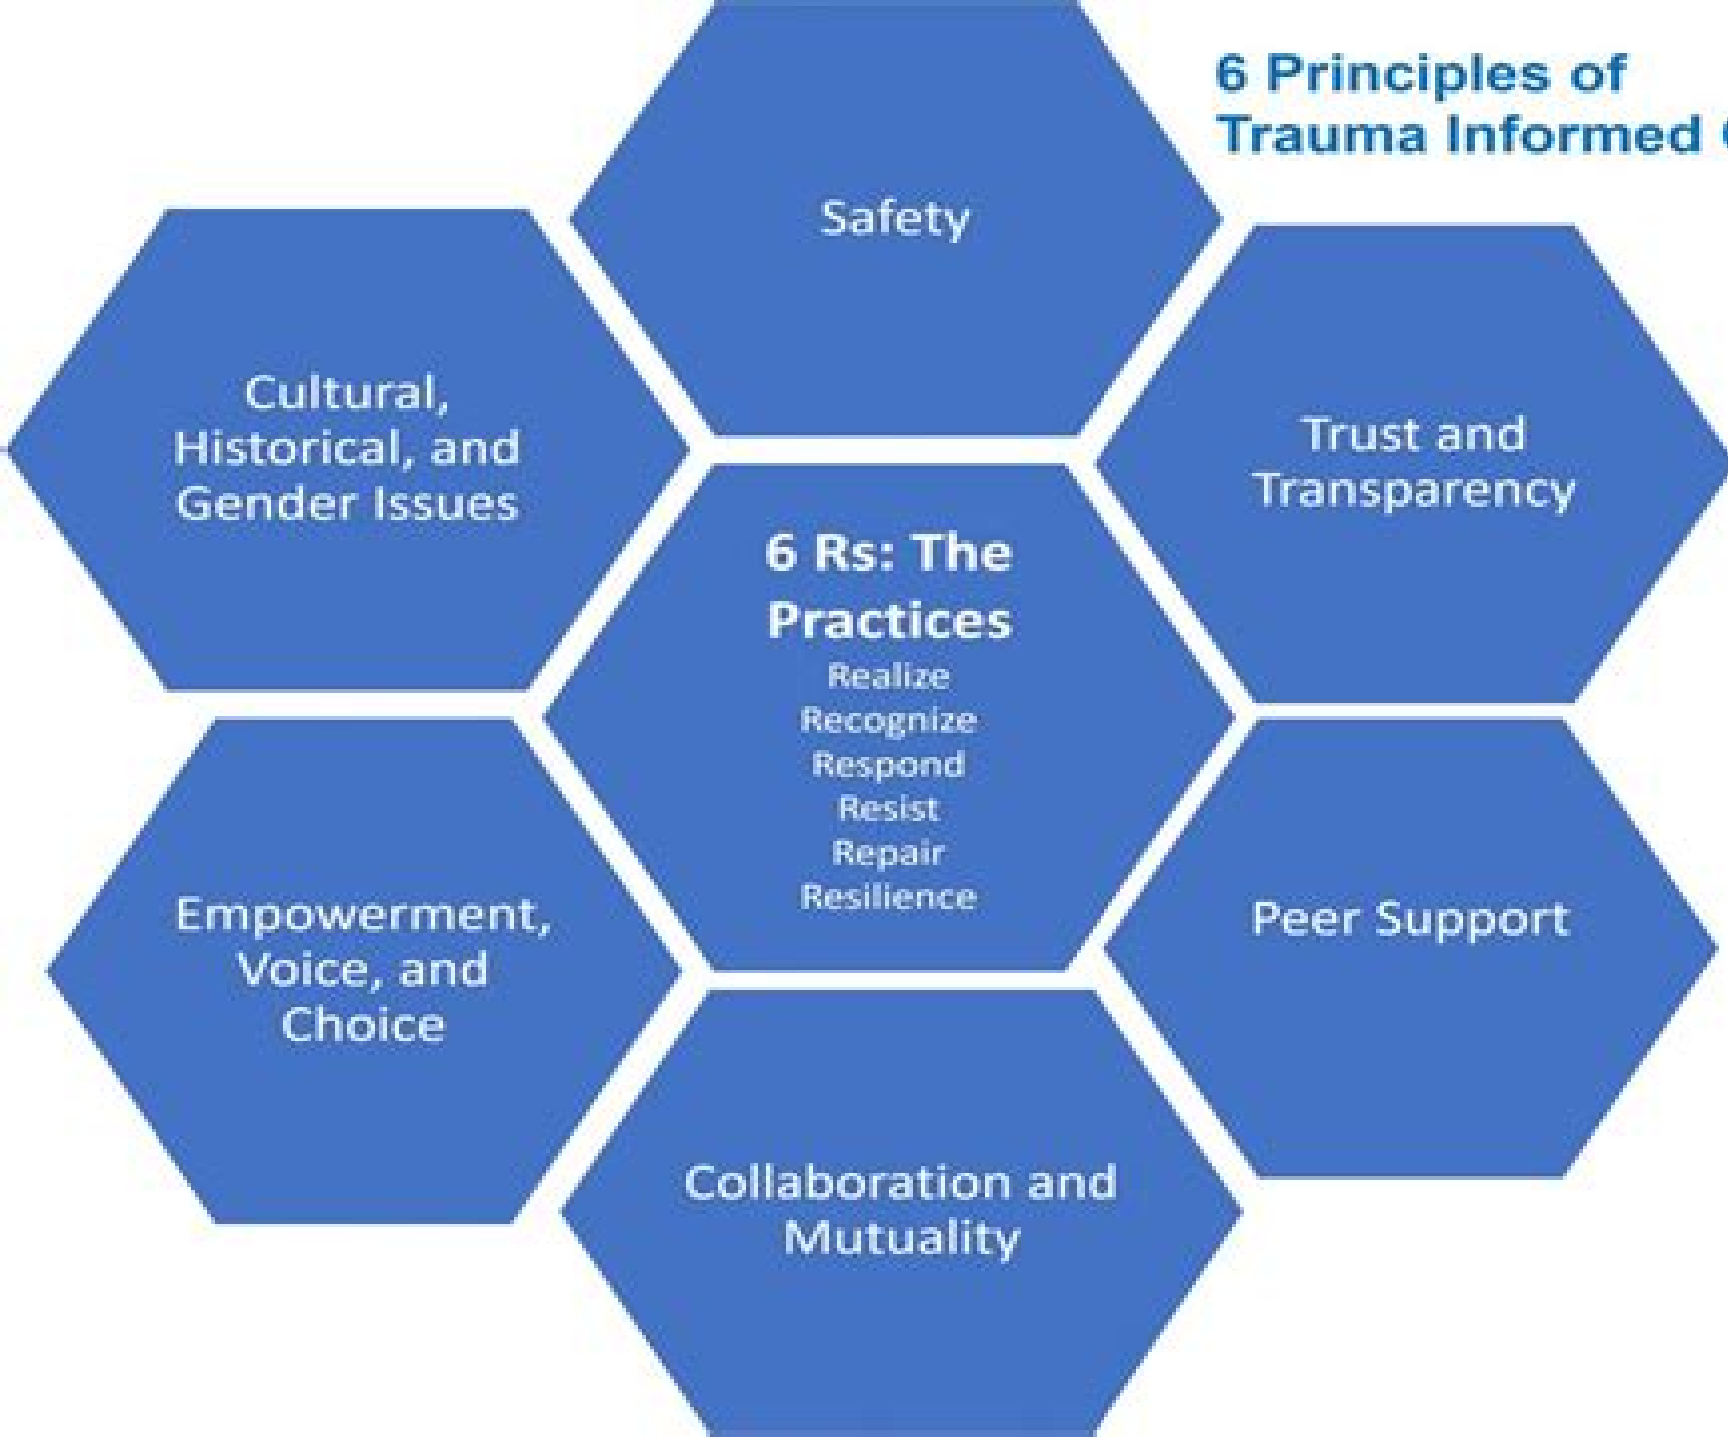 6 Principles of
Trauma Informed
Safety
Cultural,
Historical, and
Gender Issues
Trust and
Transparency
6 Rs: The
Practices
Realize
Recognize
Respond
Resist
Repair
Resilience
Empowerment,
Voice, and
Choice
Peer Support
Collaboration and
Mutuality